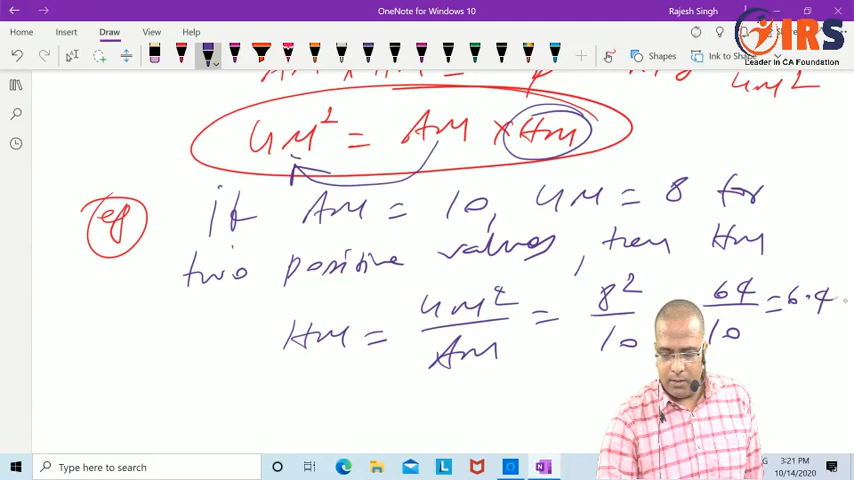 OneNote for Windows 10
Rajesh Singh
Home Insert Draw View Help
Shapes Ink to Shape
IRS
Leader in CA Foundation
GM²
GM² = AM × HM
eg if AM = 10, GM = 8 for
two positive values, then HM
HM = GM² / AM = 8² / 10 64 / 10 = 6.4
Type here to search
3:21 PM
10/14/2020